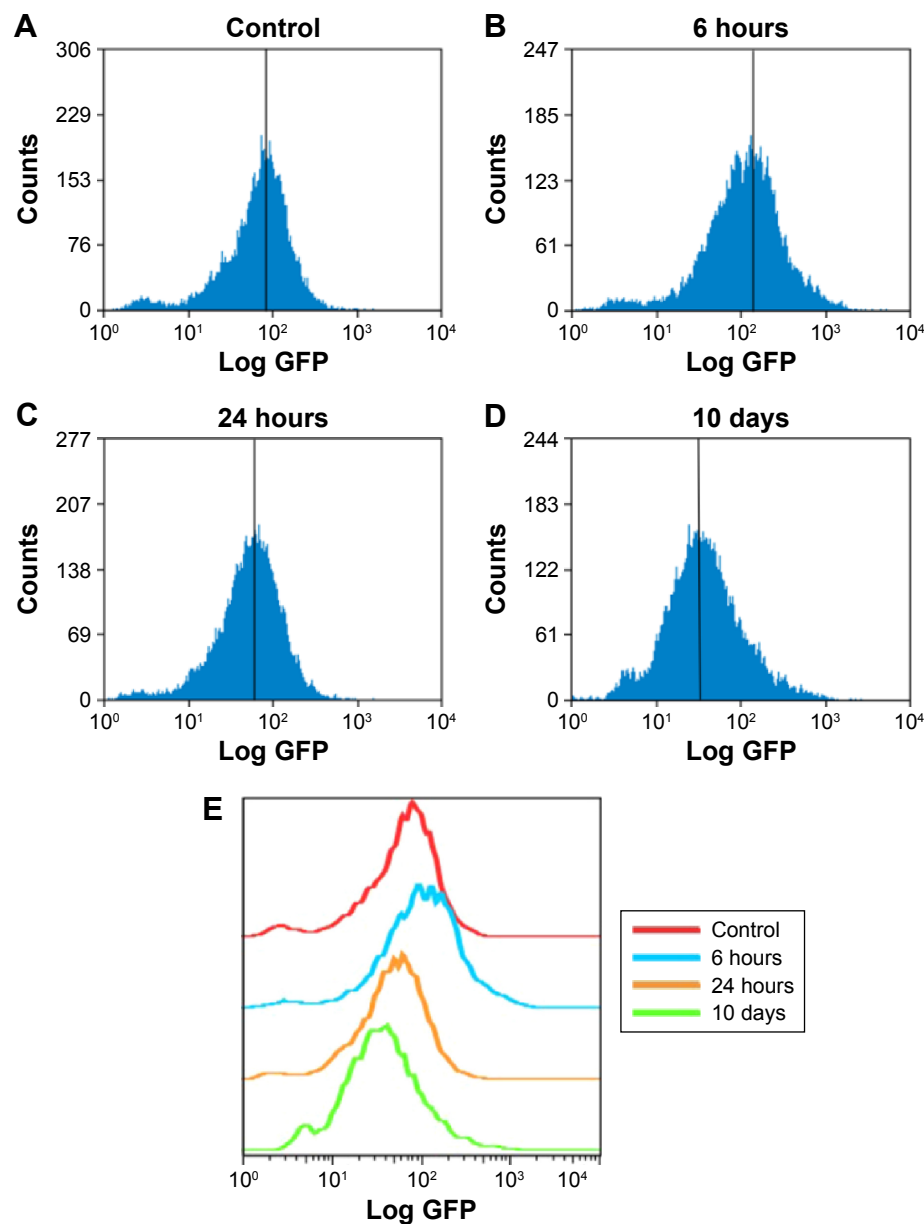 A Control
306
229
153
76
0
Counts
10⁰ 10¹ 10² 10³ 10⁴
Log GFP
B 6 hours
247
185
123
61
0
Counts
10⁰ 10¹ 10² 10³ 10⁴
Log GFP
C 24 hours
277
207
138
69
0
Counts
10⁰ 10¹ 10² 10³ 10⁴
Log GFP
D 10 days
244
183
122
61
0
Counts
10⁰ 10¹ 10² 10³ 10⁴
Log GFP
E
10⁰ 10¹ 10² 10³ 10⁴
Log GFP
Control
6 hours
24 hours
10 days